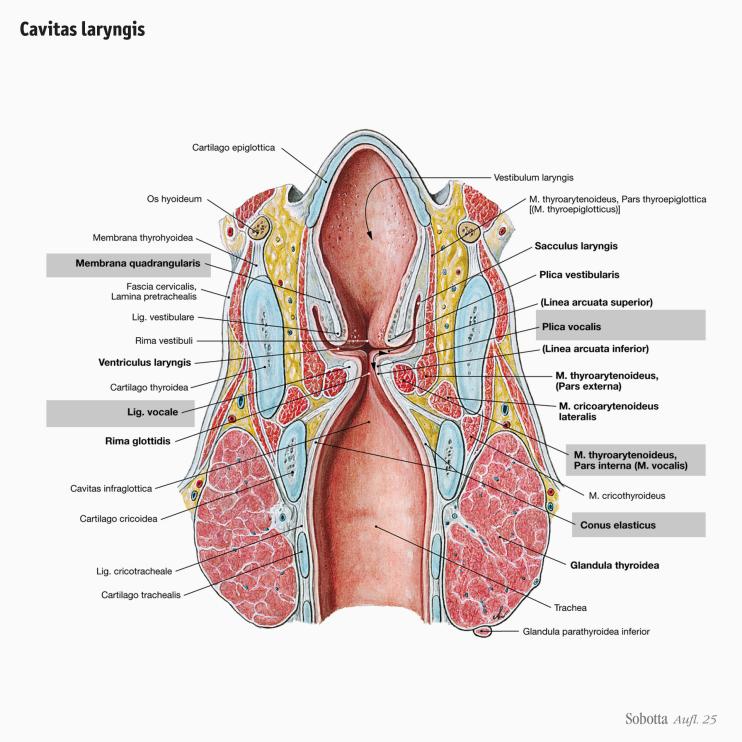 Cavitas laryngis
Cartilago epiglottica
Os hyoideum
Membrana thyrohyoidea
Membrana quadrangularis
Fascia cervicalis,
Lamina pretrachealis
Lig. vestibulare
Rima vestibuli
Ventriculus laryngis
Cartilago thyroidea
Lig. vocale
Rima glottidis
Cavitas infraglottica
Cartilago cricoidea
Lig. cricotracheale
Cartilago trachealis
Vestibulum laryngis
M. thyroarytenoideus, Pars thyroepiglottica
[(M. thyroepiglotticus)]
Sacculus laryngis
Plica vestibularis
(Linea arcuata superior)
Plica vocalis
(Linea arcuata inferior)
M. thyroarytenoideus,
(Pars externa)
M. cricoarytenoideus
lateralis
M. thyroarytenoideus,
Pars interna (M. vocalis)
M. cricothyroideus
Conus elasticus
Glandula thyroidea
Trachea
Glandula parathyroidea inferior
Sobotta Aufl. 25